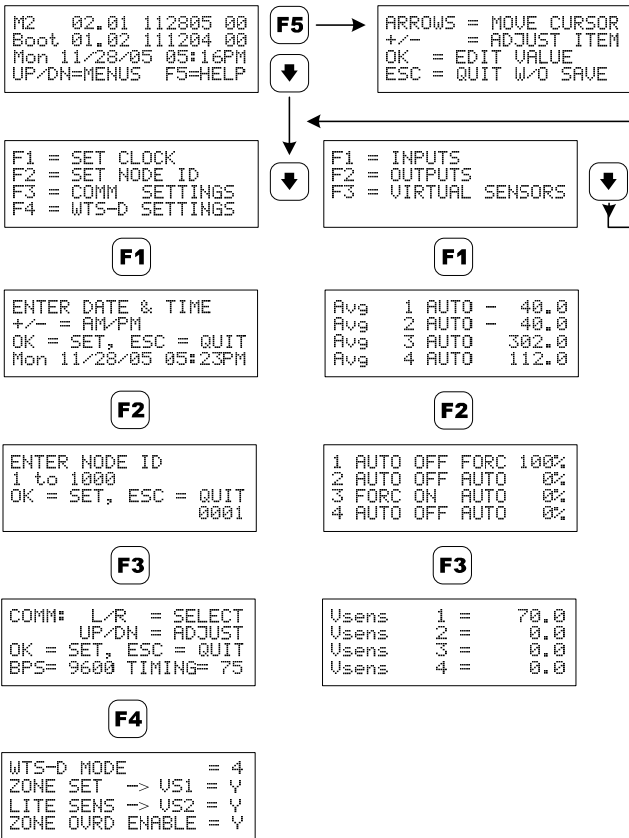 M2 02.01 112805 00
Boot 01.02 111204 00
Mon 11/28/05 05:16PM
UP/DN=MENUS F5=HELP
F5
ARROWS = MOVE CURSOR
+/- = ADJUST ITEM
OK = EDIT VALUE
ESC = QUIT W/O SAVE
F1 = SET CLOCK
F2 = SET NODE ID
F3 = COMM SETTINGS
F4 = WTS-D SETTINGS
F1 = INPUTS
F2 = OUTPUTS
F3 = VIRTUAL SENSORS
F1
F1
ENTER DATE & TIME
+/- = AM/PM
OK = SET, ESC = QUIT
Mon 11/28/05 05:23PM
Avg 1 AUTO - 40.0
Avg 2 AUTO - 40.0
Avg 3 AUTO 302.0
Avg 4 AUTO 112.0
F2
F2
ENTER NODE ID
1 to 1000
OK = SET, ESC = QUIT
0001
1 AUTO OFF FORC 100%
2 AUTO OFF AUTO 0%
3 FORC ON AUTO 0%
4 AUTO OFF AUTO 0%
F3
F3
COMM: L/R = SELECT
UP/DN = ADJUST
OK = SET, ESC = QUIT
BPS= 9600 TIMING= 75
Vsens 1 = 70.0
Vsens 2 = 0.0
Vsens 3 = 0.0
Vsens 4 = 0.0
F4
WTS-D MODE = 4
ZONE SET -> VS1 = Y
LITE SENS -> VS2 = Y
ZONE OVRD ENABLE = Y